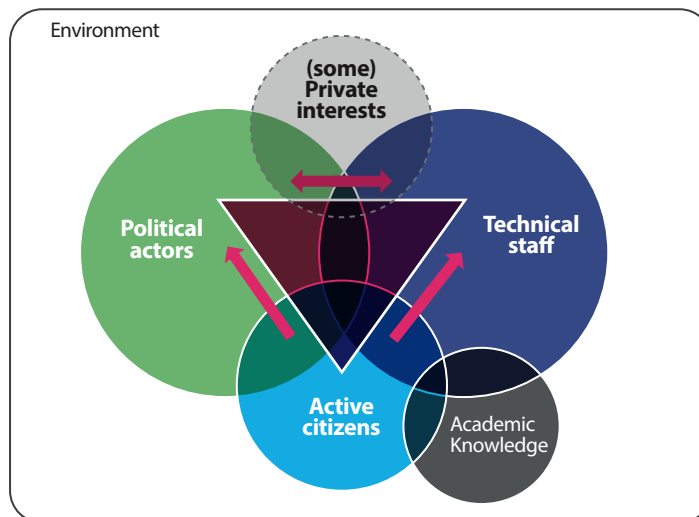 Environment
(some)
Private
interests
Political
actors
Technical
staff
Active
citizens
Academic
Knowledge